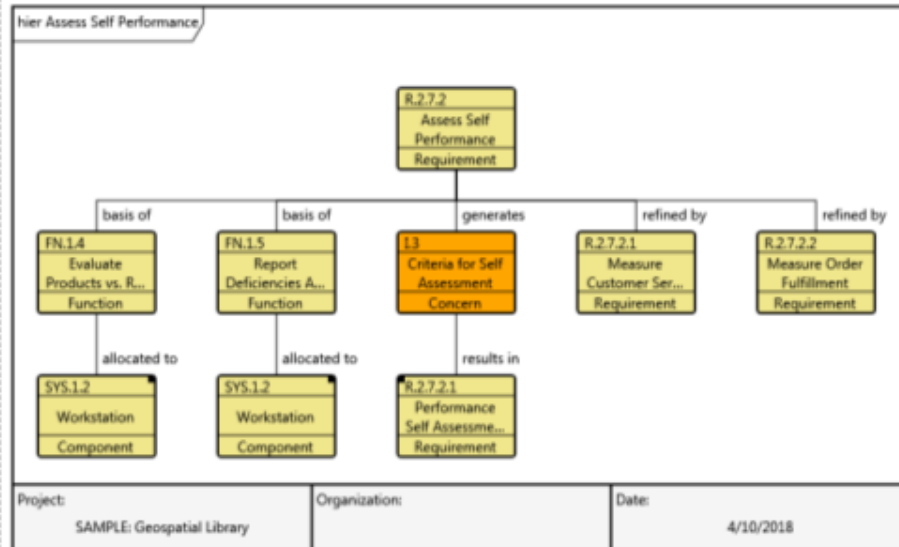 hier Assess Self Performance
R.2.7.2
Assess Self
Performance
Requirement
basis of
basis of
generates
refined by
refined by
FN.1.4
Evaluate
Products vs. R...
Function
FN.1.5
Report
Deficiencies A...
Function
1.3
Criteria for Self
Assessment
Concern
R.2.7.2.1
Measure
Customer Ser...
Requirement
R.2.7.2.2
Measure Order
Fulfillment
Requirement
allocated to
allocated to
results in
SYS.1.2
Workstation
Component
SYS.1.2
Workstation
Component
R.2.7.2.1
Performance
Self Assessme...
Requirement
Project:
SAMPLE: Geospatial Library
Organization:
Date:
4/10/2018